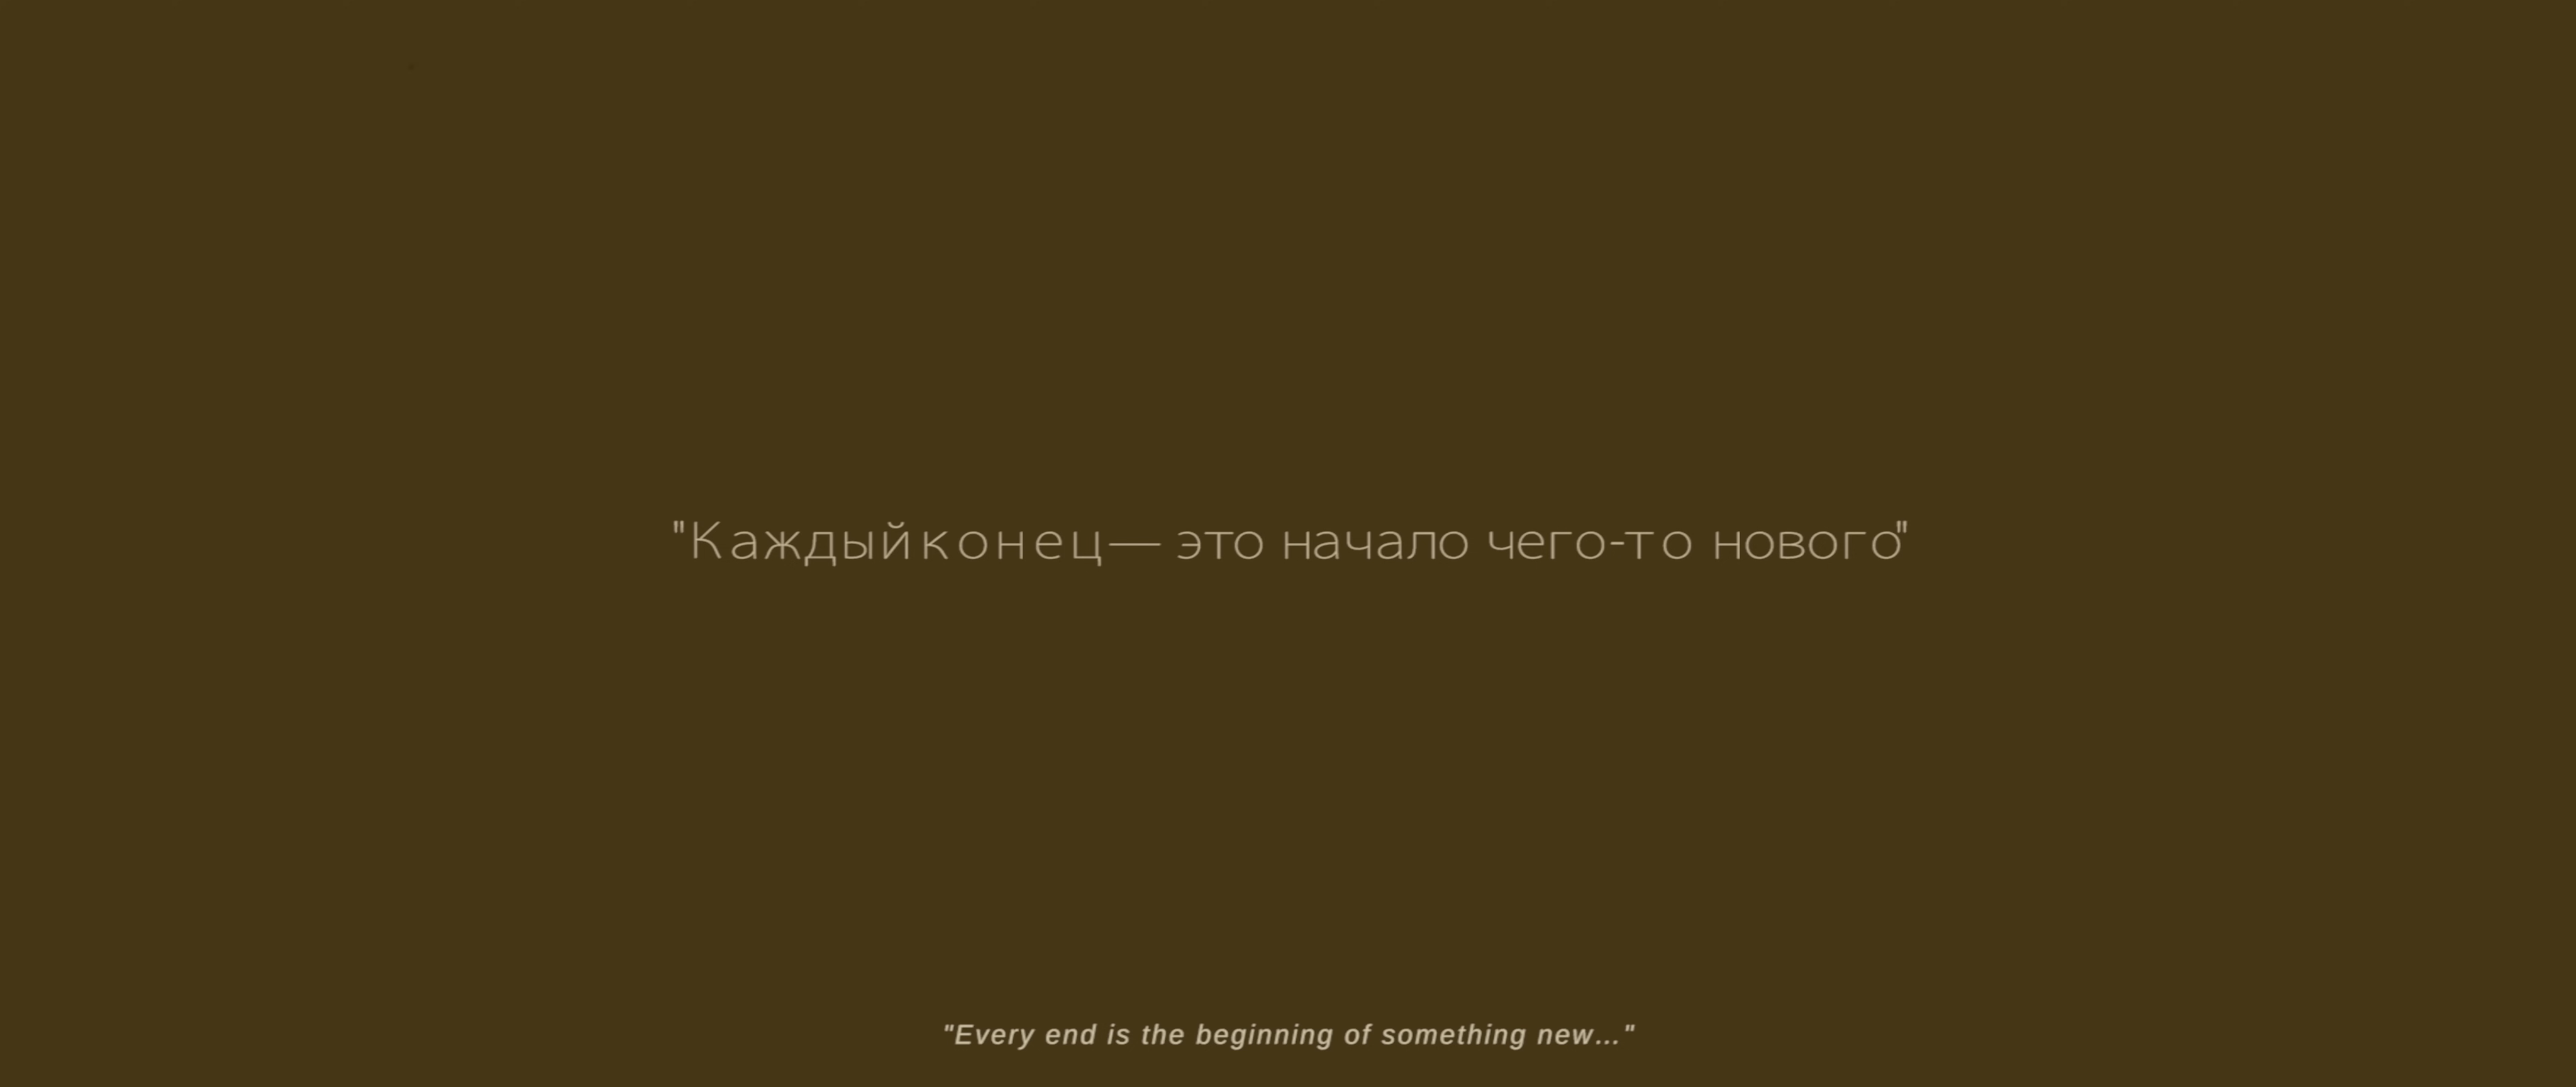 "Каждый конец — это начало чего-то нового"
"Every end is the beginning of something new..."